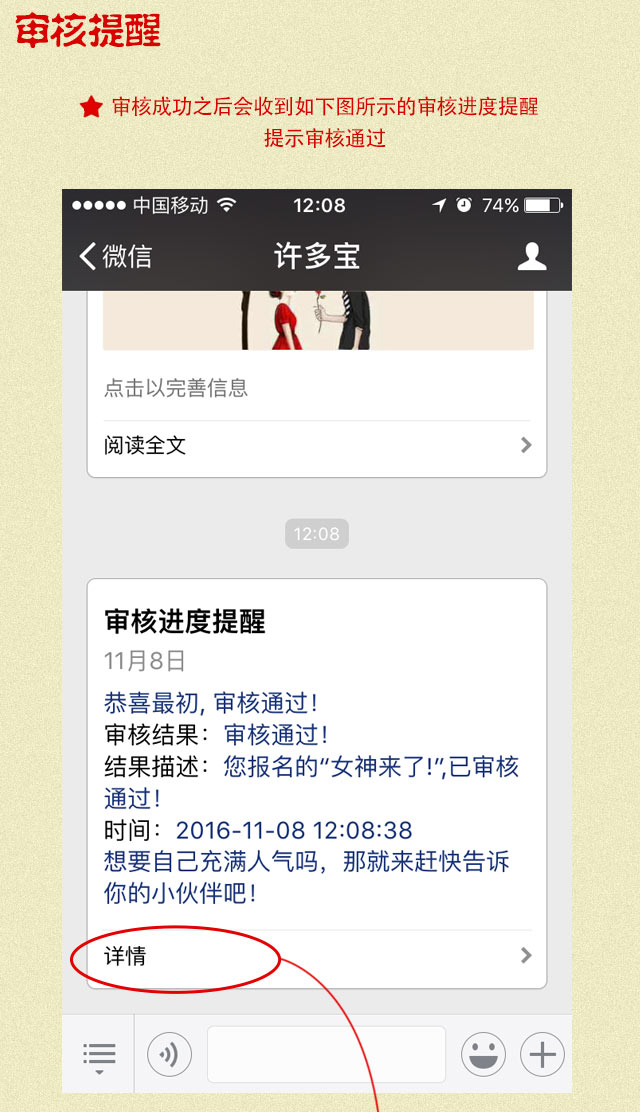 审核提醒
审核成功之后会收到如下图所示的审核进度提醒
提示审核通过
中国移动 12:08 74%
微信 许多宝
点击以完善信息
阅读全文
12:08
审核进度提醒
11月8日
恭喜最初, 审核通过!
审核结果：审核通过!
结果描述：您报名的“女神来了!”,已审核
通过!
时间：2016-11-08 12:08:38
想要自己充满人气吗，那就来赶快告诉
你的小伙伴吧!
详情